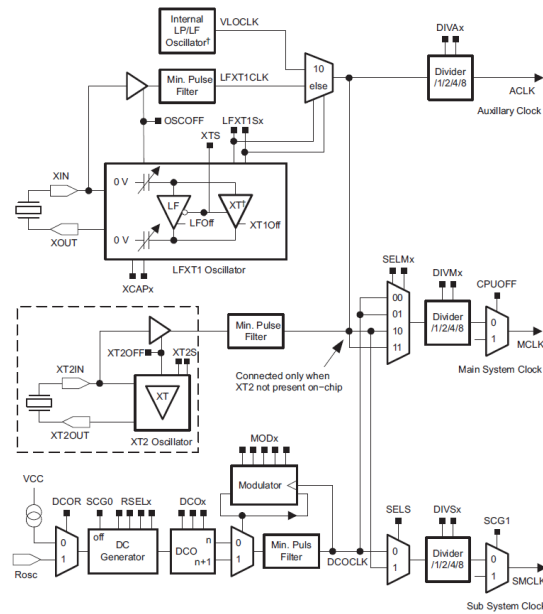 Internal
LP/LF
Oscillator†
VLOCLK
DIVAx
10
else
Min. Pulse
Filter
LFXT1CLK
Divider
/1/2/4/8
ACLK
Auxillary Clock
OSCOFF
XTS
LFXT1Sx
XIN
0 V
LF
XT†
LFOff
XT1Off
0 V
XOUT
LFXT1 Oscillator
XCAPx
SELMx
DIVMx
CPUOFF
00
01
10
11
Divider
/1/2/4/8
0
1
MCLK
Main System Clock
Min. Pulse
Filter
Connected only when
XT2 not present on-chip
XT2OFF
XT2S
XT2IN
XT
XT2OUT
XT2 Oscillator
MODx
Modulator
VCC
DCOR
SCG0
RSELx
DCOx
0
1
off
DC
Generator
DCO
n
n+1
0
1
Min. Puls
Filter
DCOCLK
Rosc
SELS
DIVSx
SCG1
0
1
Divider
/1/2/4/8
0
1
SMCLK
Sub System Clock